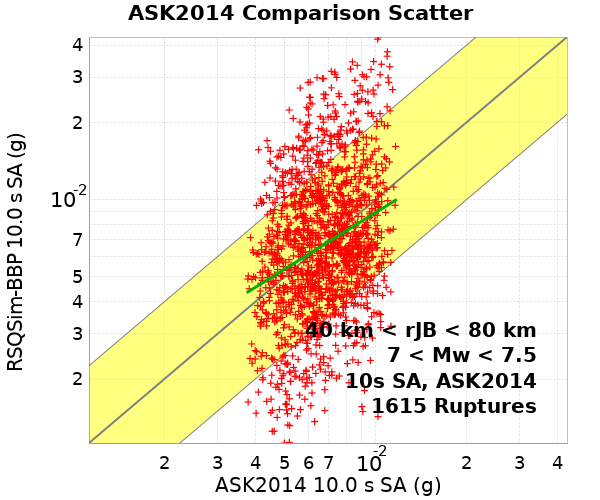 ASK2014 Comparison Scatter
RSQSim-BBP 10.0 s SA (g)
4
3
2
10-2
7
5
4
3
2
40 km < rJB < 80 km
7 < Mw < 7.5
10s SA, ASK2014
1615 Ruptures
2 3 4 5 6 7 10-2 2 3 4
ASK2014 10.0 s SA (g)